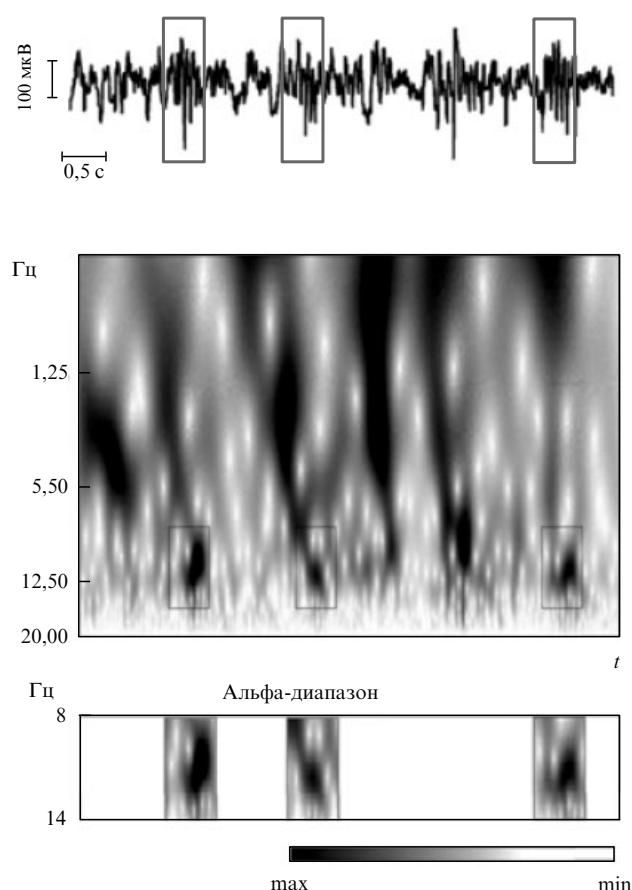 100 мкВ
0,5 с
Гц
1,25
5,50
12,50
20,00
t
Гц
Альфа-диапазон
8
14
max min